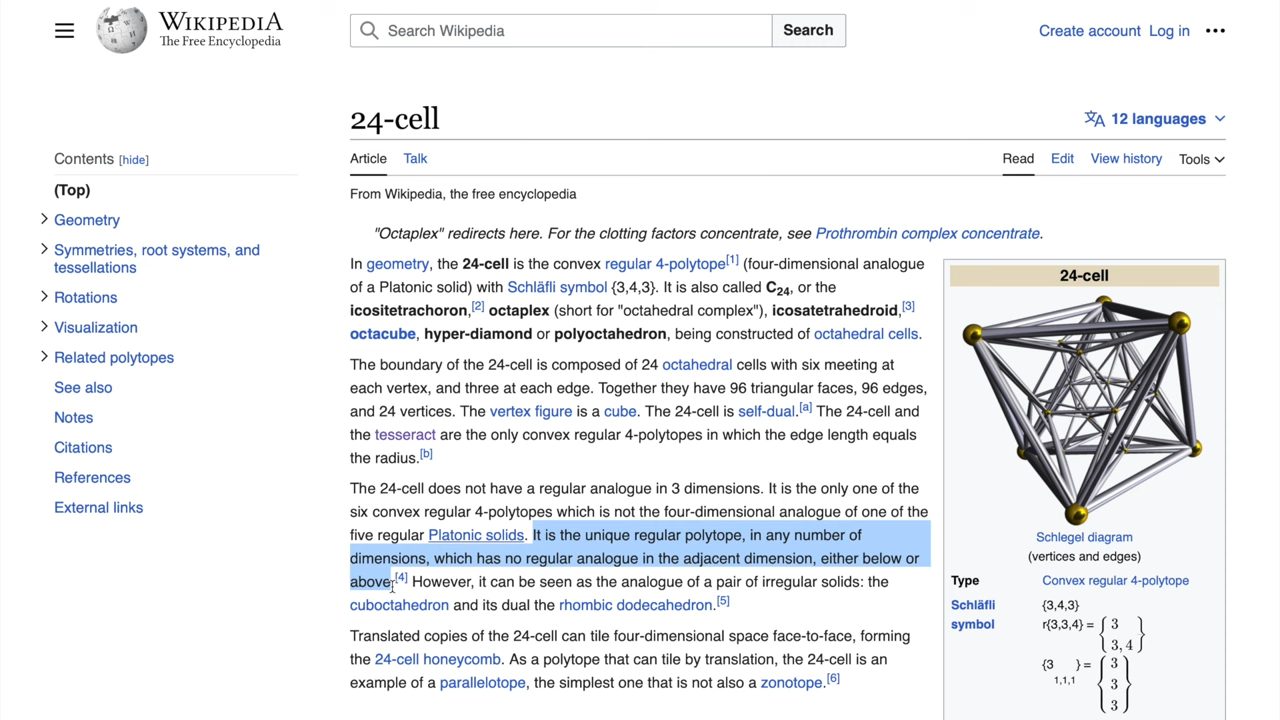 WIKIPEDIA
The Free Encyclopedia
Search Wikipedia
Search
Create account Log in
24-cell
12 languages
Contents [hide]
(Top)
Geometry
Symmetries, root systems, and
tessellations
Rotations
Visualization
Related polytopes
See also
Notes
Citations
References
External links
Article Talk
Read Edit View history Tools
From Wikipedia, the free encyclopedia
"Octaplex" redirects here. For the clotting factors concentrate, see Prothrombin complex concentrate.
In geometry, the 24-cell is the convex regular 4-polytope[1] (four-dimensional analogue
of a Platonic solid) with Schläfli symbol {3,4,3}. It is also called C24, or the
icositetrachoron,[2] octaplex (short for "octahedral complex"), icosatetrahedroid,[3]
octacube, hyper-diamond or polyoctahedron, being constructed of octahedral cells.
The boundary of the 24-cell is composed of 24 octahedral cells with six meeting at
each vertex, and three at each edge. Together they have 96 triangular faces, 96 edges,
and 24 vertices. The vertex figure is a cube. The 24-cell is self-dual.[a] The 24-cell and
the tesseract are the only convex regular 4-polytopes in which the edge length equals
the radius.[b]
The 24-cell does not have a regular analogue in 3 dimensions. It is the only one of the
six convex regular 4-polytopes which is not the four-dimensional analogue of one of the
five regular Platonic solids. It is the unique regular polytope, in any number of
dimensions, which has no regular analogue in the adjacent dimension, either below or
above.[4] However, it can be seen as the analogue of a pair of irregular solids: the
cuboctahedron and its dual the rhombic dodecahedron.[5]
Translated copies of the 24-cell can tile four-dimensional space face-to-face, forming
the 24-cell honeycomb. As a polytope that can tile by translation, the 24-cell is an
example of a parallelotope, the simplest one that is not also a zonotope.[6]
24-cell
Schlegel diagram
(vertices and edges)
Type Convex regular 4-polytope
Schläfli {3,4,3}
symbol r{3,3,4} = { 3
3, 4 }
{3 } = { 3
1,1,1 3
3 }